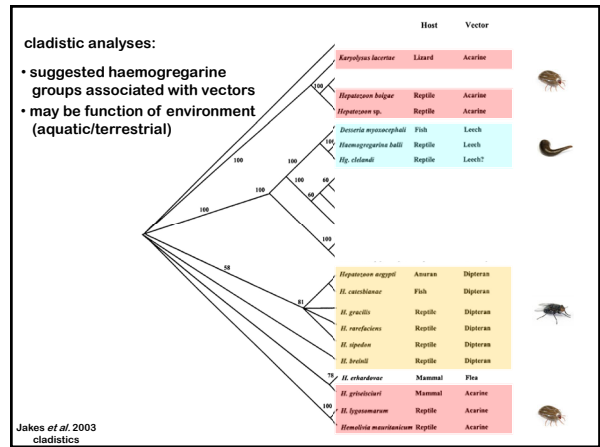 Host Vector
cladistic analyses:
• suggested haemogregarine
groups associated with vectors
• may be function of environment
(aquatic/terrestrial)
Karyolysus lacertae Lizard Acarine
100
Hepatozoon boigae Reptile Acarine
Hepatozoon sp. Reptile Acarine
Desseria myoxocephali Fish Leech
100 Haemogregarina balli Reptile Leech
Hg. clelandi Reptile Leech?
100
100
100
60
60
100
100
100
Hepatozoon aegypti Anuran Dipteran
58
H. catesbianae Fish Dipteran
81
H. gracilis Reptile Dipteran
H. rarefaciens Reptile Dipteran
H. sipedon Reptile Dipteran
H. breinli Reptile Dipteran
78 H. erhardovae Mammal Flea
H. griseisciuri Mammal Acarine
100 H. lygosomarum Reptile Acarine
Hemolivia mauritanicum Reptile Acarine
Jakes et al. 2003
cladistics